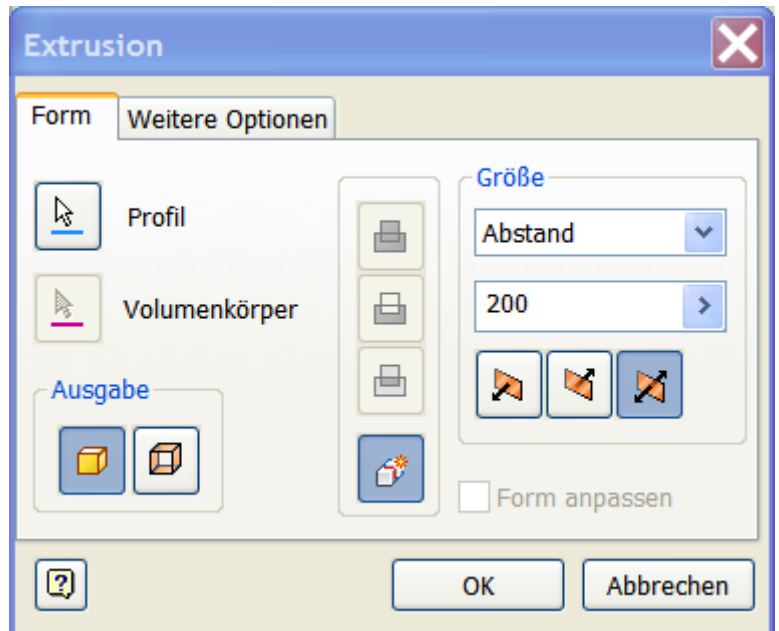 Extrusion
Form
Weitere Optionen
Profil
Volumenkörper
Ausgabe
Größe
Abstand
200
Form anpassen
?
OK
Abbrechen